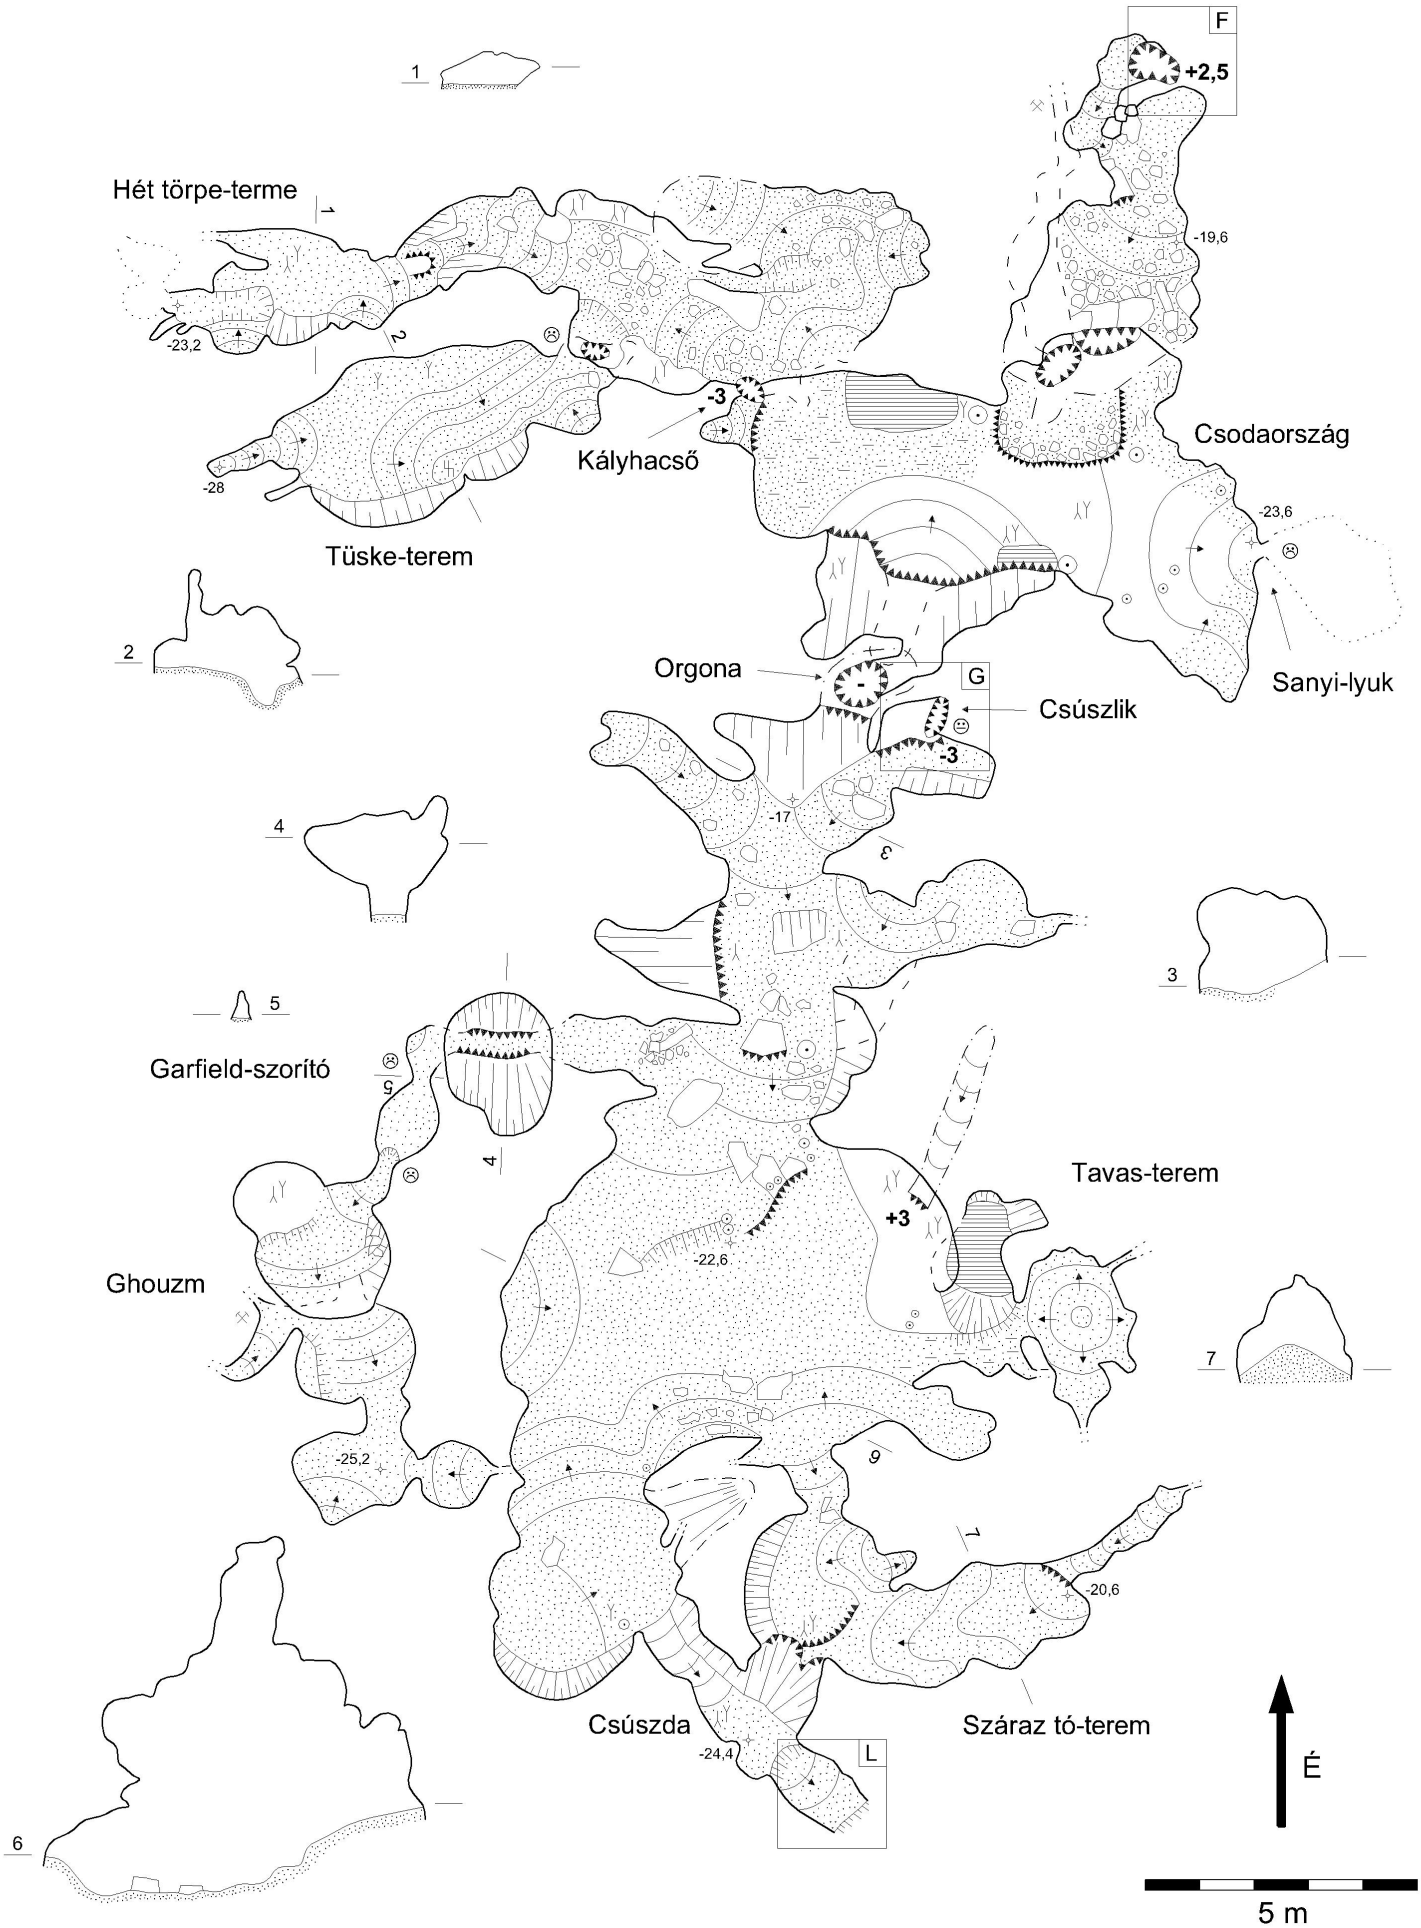 F
+2,5
1
Hét törpe-terme
1
-19,6
-23,2
2
-3
Csodaország
Kályhacső
-28
-23,6
Tüske-terem
2
Orgona
-
G
Sanyi-lyuk
Csúszlik
-3
-17
4
3
3
5
Garfield-szorító
5
4
Tavas-terem
+3
-22,6
Ghouzm
7
-25,2
6
7
-20,6
Csúszda
Száraz tó-terem
-24,4
L
É
6
5 m